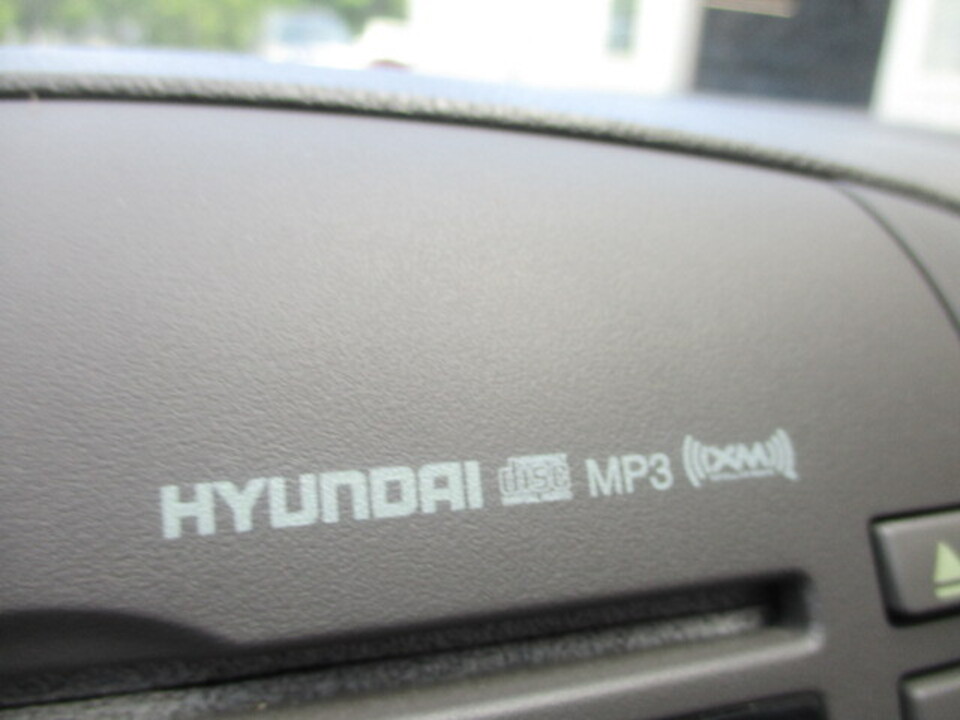 HYUNDAI disc MP3 ((XM))